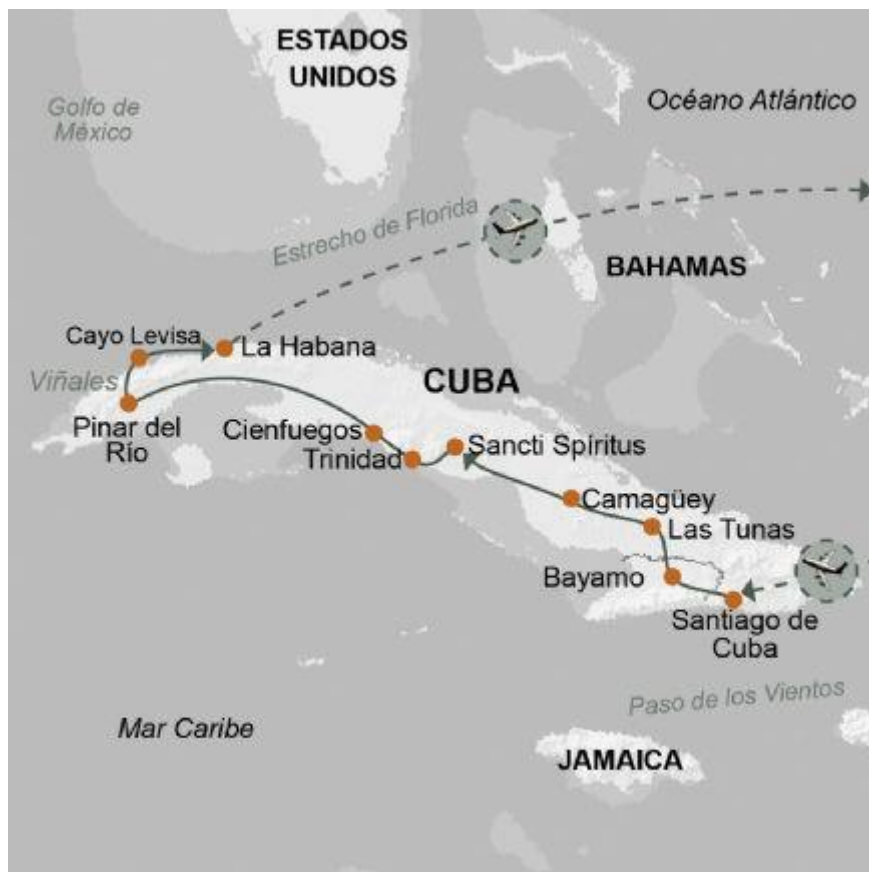 ESTADOS
UNIDOS
Golfo de
México
Océano Atlántico
Estrecho de Florida
BAHAMAS
Cayo Levisa
La Habana
Viñales
CUBA
Pinar del
Río
Cienfuegos
Sancti Spíritus
Trinidad
Camagüey
Las Tunas
Bayamo
Santiago de
Cuba
Paso de los Vientos
Mar Caribe
JAMAICA